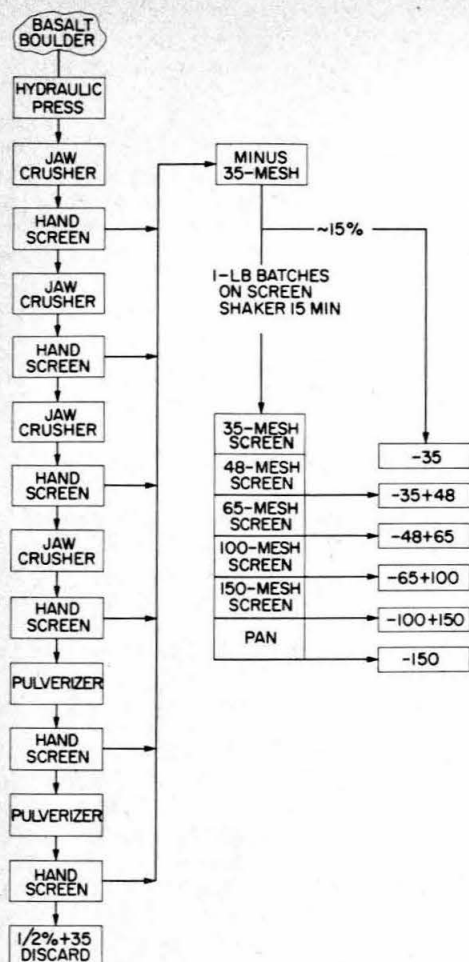 BASALT
BOULDER
HYDRAULIC
PRESS
JAW
CRUSHER
HAND
SCREEN
JAW
CRUSHER
HAND
SCREEN
JAW
CRUSHER
HAND
SCREEN
JAW
CRUSHER
HAND
SCREEN
PULVERIZER
HAND
SCREEN
PULVERIZER
HAND
SCREEN
1/2%+35
DISCARD
MINUS
35-MESH
~15%
1-LB BATCHES
ON SCREEN
SHAKER 15 MIN
35-MESH
SCREEN
48-MESH
SCREEN
65-MESH
SCREEN
100-MESH
SCREEN
150-MESH
SCREEN
PAN
-35
-35+48
-48+65
-65+100
-100+150
-150